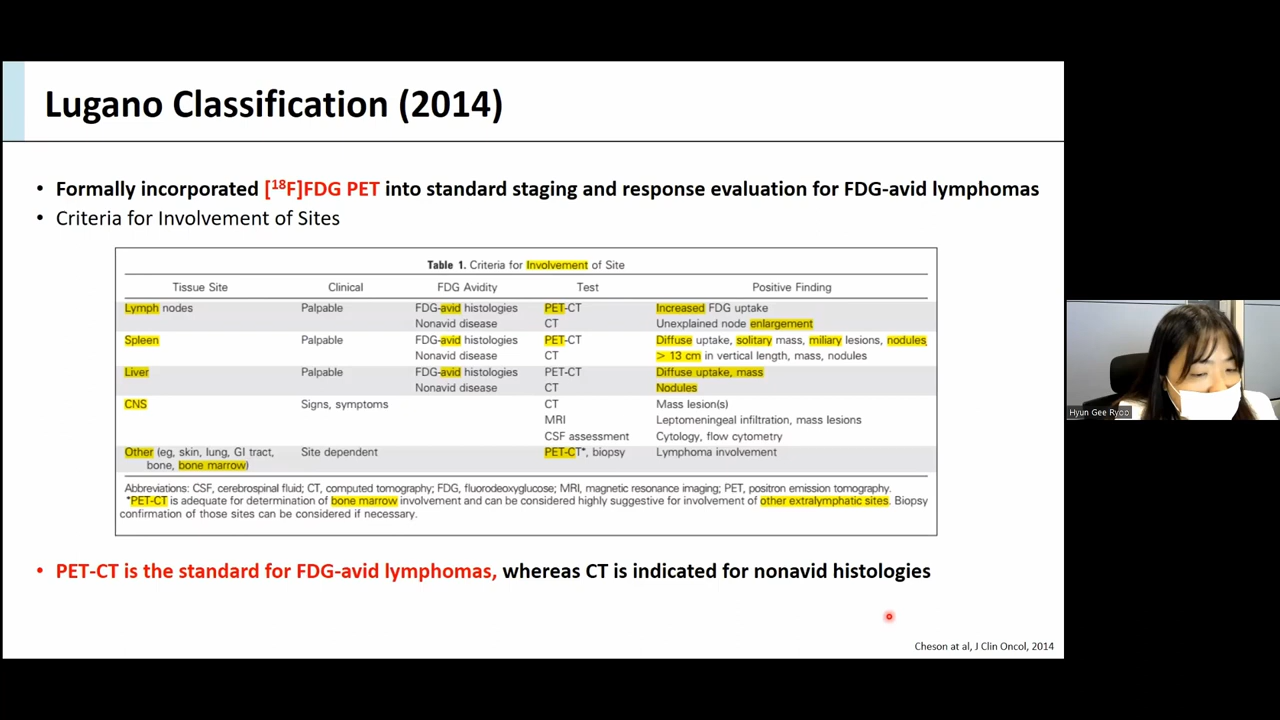 Lugano Classification (2014)
• Formally incorporated [18F]FDG PET into standard staging and response evaluation for FDG-avid lymphomas
• Criteria for Involvement of Sites
Table 1. Criteria for Involvement of Site
Tissue Site Clinical FDG Avidity Test Positive Finding
Lymph nodes Palpable FDG-avid histologies PET-CT Increased FDG uptake
Nonavid disease CT Unexplained node enlargement
Spleen Palpable FDG-avid histologies PET-CT Diffuse uptake, solitary mass, miliary lesions, nodules
Nonavid disease CT > 13 cm in vertical length, mass, nodules
Liver Palpable FDG-avid histologies PET-CT Diffuse uptake, mass
Nonavid disease CT Nodules
CNS Signs, symptoms CT Mass lesion(s)
MRI Leptomeningeal infiltration, mass lesions
CSF assessment Cytology, flow cytometry
Other (eg, skin, lung, GI tract, Site dependent PET-CT*, biopsy Lymphoma involvement
bone, bone marrow)
Abbreviations: CSF, cerebrospinal fluid; CT, computed tomography; FDG, fluorodeoxyglucose; MRI, magnetic resonance imaging; PET, positron emission tomography.
*PET-CT is adequate for determination of bone marrow involvement and can be considered highly suggestive for involvement of other extralymphatic sites. Biopsy
confirmation of those sites can be considered if necessary.
Hyun Gee Ryoo
• PET-CT is the standard for FDG-avid lymphomas, whereas CT is indicated for nonavid histologies
Cheson at al, J Clin Oncol, 2014